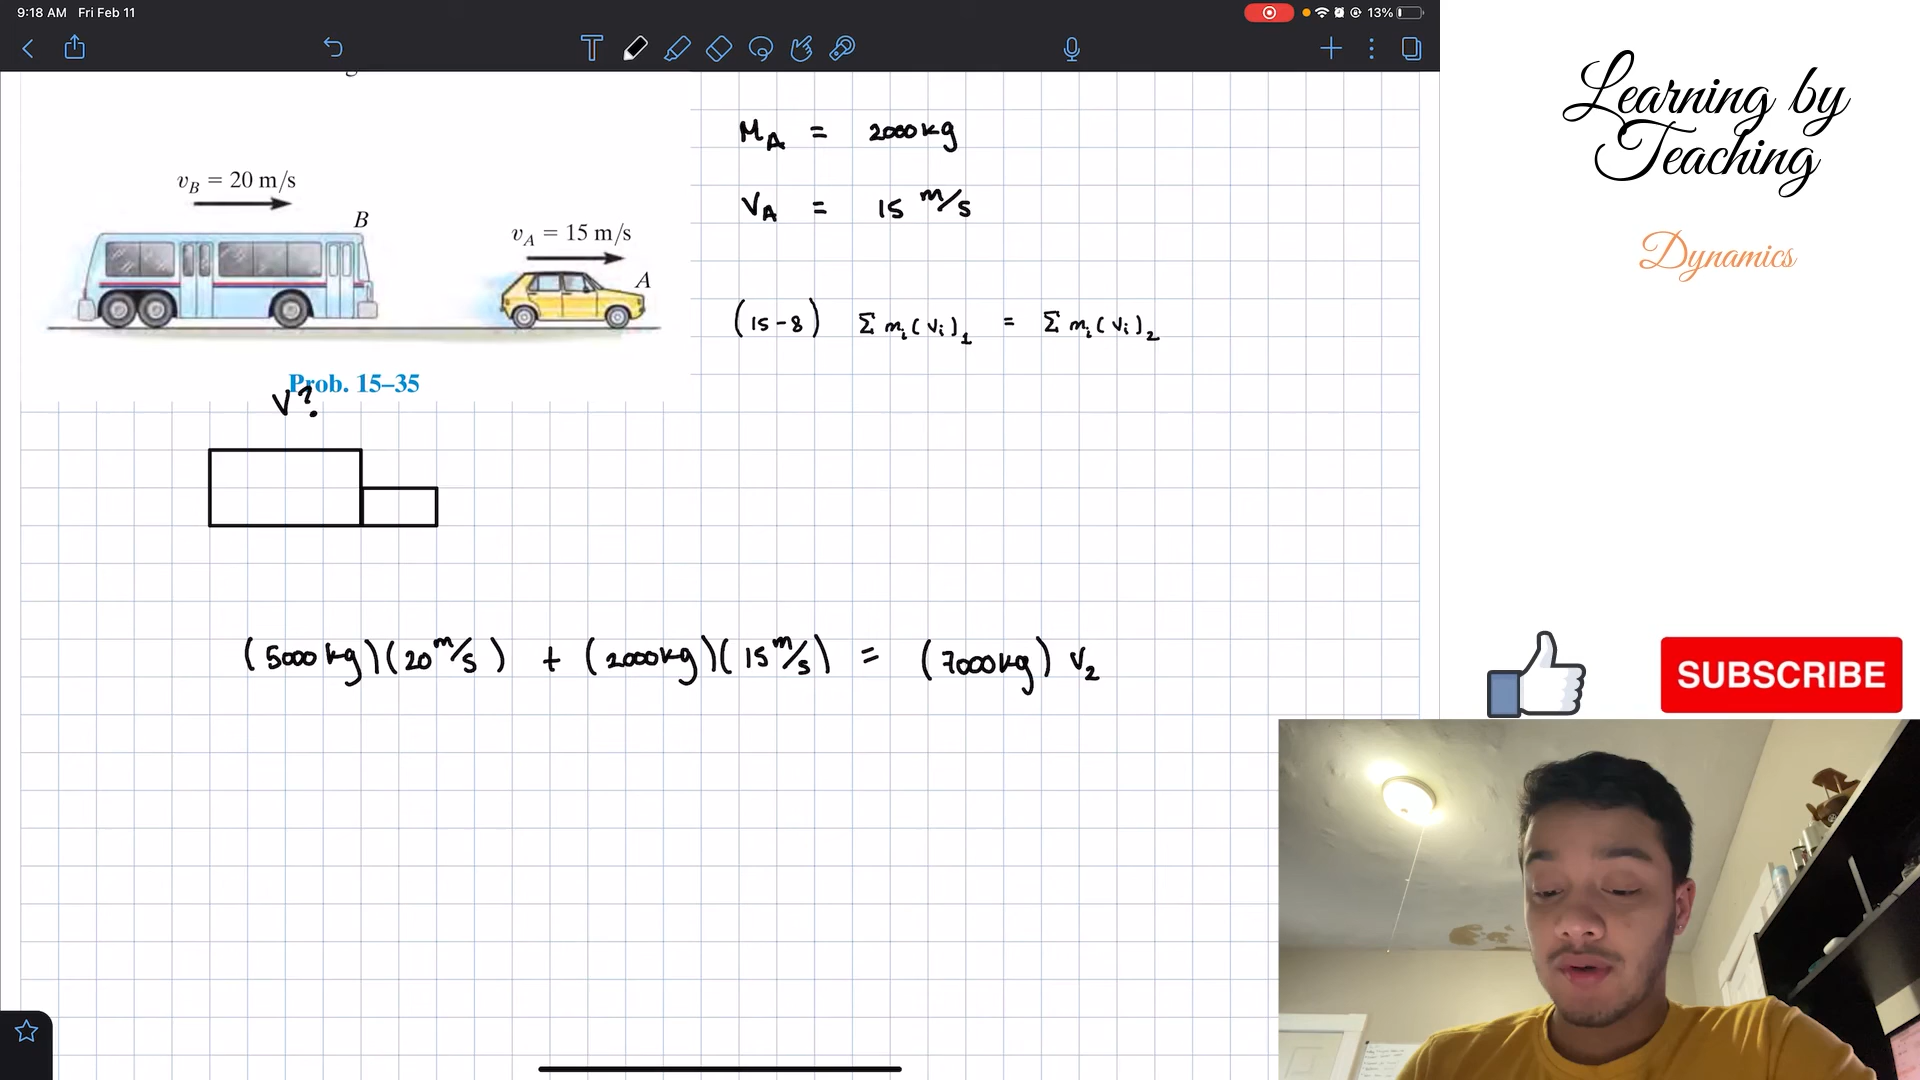 9:18 AM Fri Feb 11
13%
T
v_B = 20 m/s
B
v_A = 15 m/s
A
Prob. 15–35
V?
M_A = 2000 kg
V_A = 15 m/s
(15-8) Σ m_i (v_i)_1 = Σ m_i (v_i)_2
(5000 kg)(20 m/s) + (2000 kg)(15 m/s) = (7000 kg) V_2
Learning by
Teaching
Dynamics
SUBSCRIBE